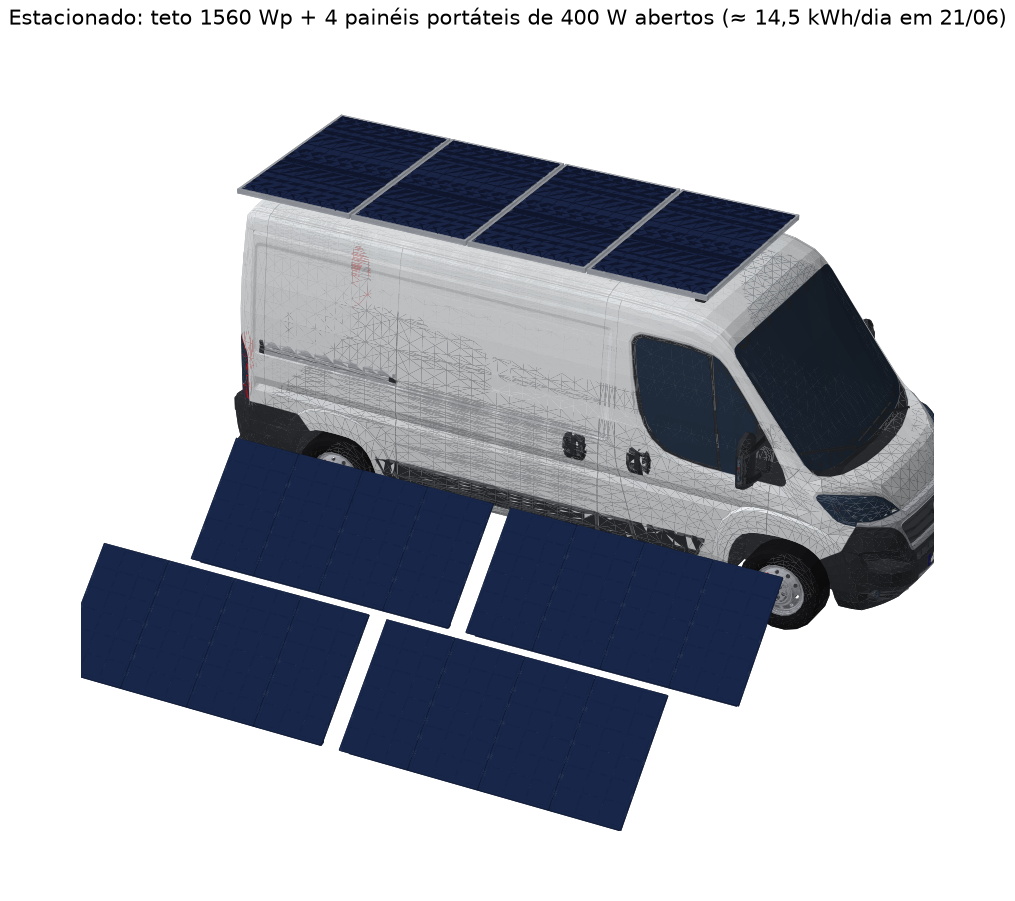 Estacionado: teto 1560 Wp + 4 painéis portáteis de 400 W abertos (≈ 14,5 kWh/dia em 21/06)